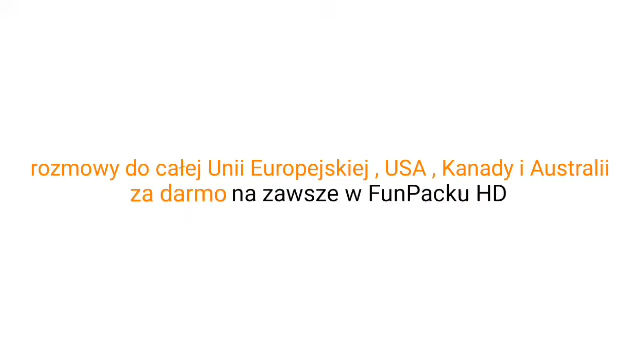 rozmowy do całej Unii Europejskiej , USA , Kanady i Australii
za darmo na zawsze w FunPacku HD